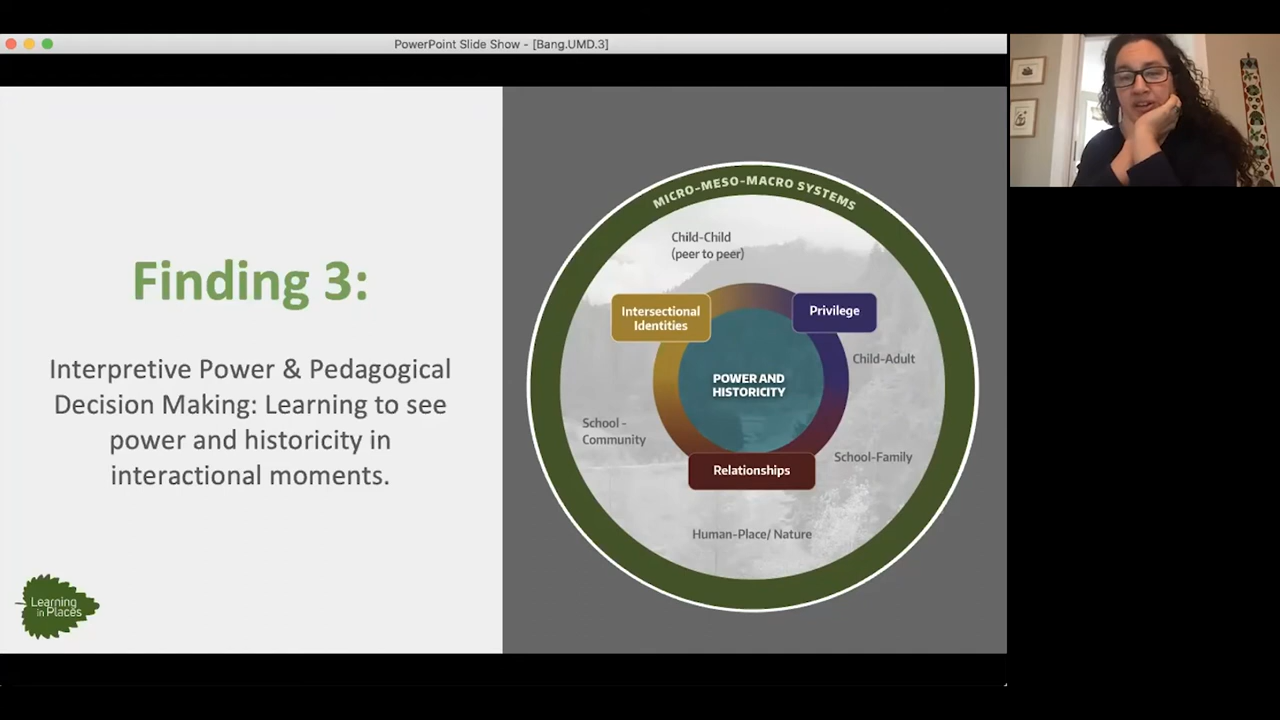 PowerPoint Slide Show - [Bang.UMD.3]
Finding 3:
Interpretive Power & Pedagogical
Decision Making: Learning to see
power and historicity in
interactional moments.
Learning
in Places
MICRO-MESO-MACRO SYSTEMS
Child-Child
(peer to peer)
Intersectional
Identities
Privilege
Child-Adult
POWER AND
HISTORICITY
School -
Community
School-Family
Relationships
Human-Place/ Nature